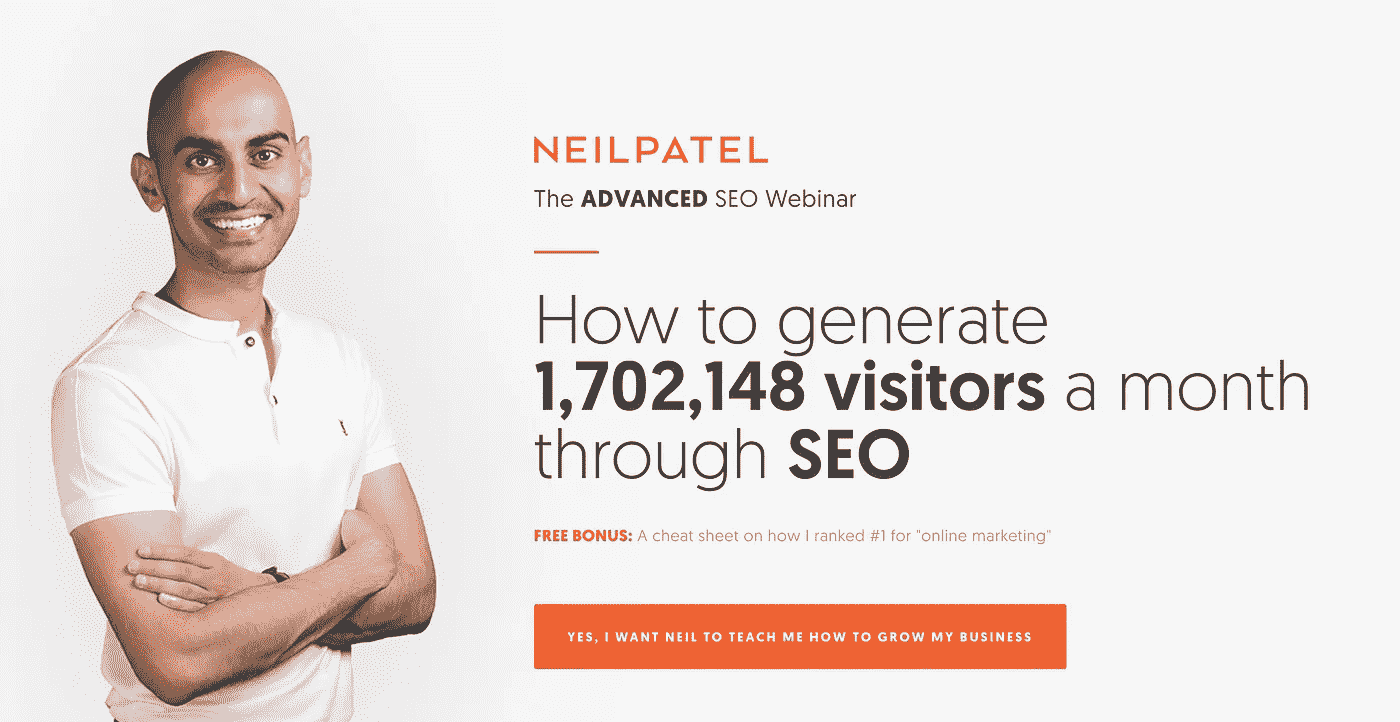 NEILPATEL
The ADVANCED SEO Webinar
How to generate
1,702,148 visitors a month
through SEO
FREE BONUS: A cheat sheet on how I ranked #1 for "online marketing"
YES, I WANT NEIL TO TEACH ME HOW TO GROW MY BUSINESS